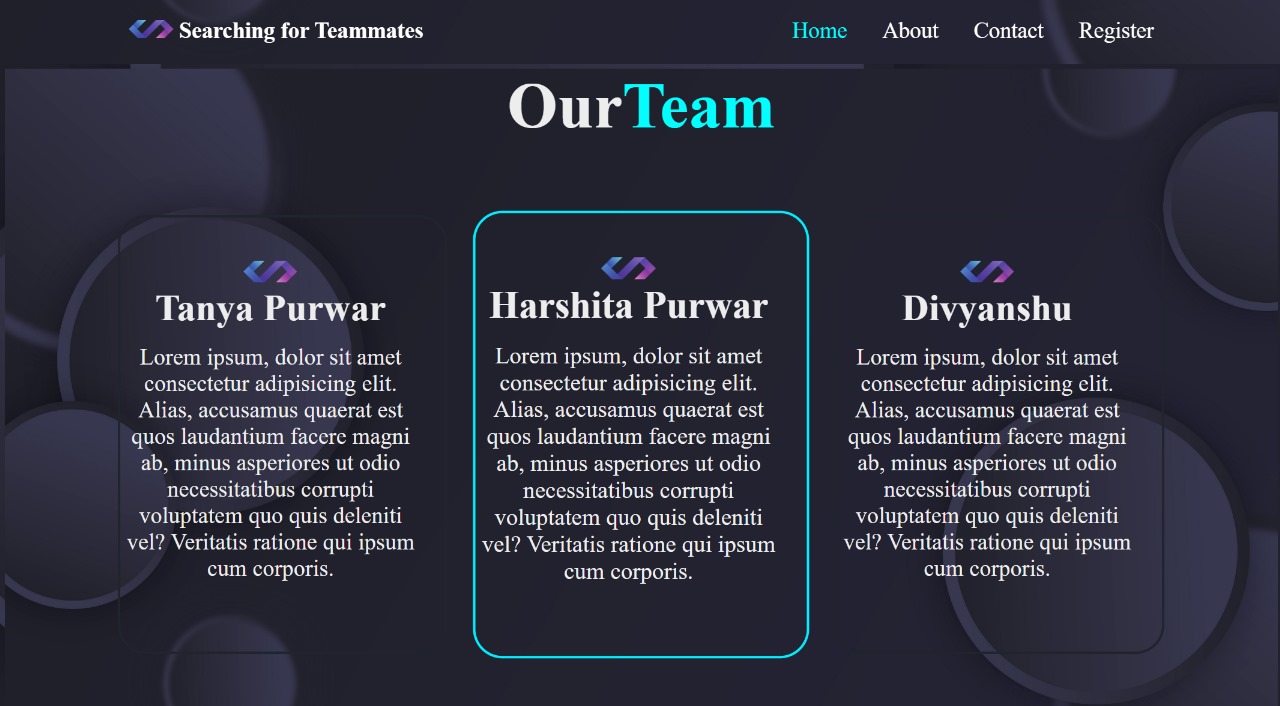 Searching for Teammates
Home About Contact Register
OurTeam
Tanya Purwar
Lorem ipsum, dolor sit amet
consectetur adipisicing elit.
Alias, accusamus quaerat est
quos laudantium facere magni
ab, minus asperiores ut odio
necessitatibus corrupti
voluptatem quo quis deleniti
vel? Veritatis ratione qui ipsum
cum corporis.
Harshita Purwar
Lorem ipsum, dolor sit amet
consectetur adipisicing elit.
Alias, accusamus quaerat est
quos laudantium facere magni
ab, minus asperiores ut odio
necessitatibus corrupti
voluptatem quo quis deleniti
vel? Veritatis ratione qui ipsum
cum corporis.
Divyanshu
Lorem ipsum, dolor sit amet
consectetur adipisicing elit.
Alias, accusamus quaerat est
quos laudantium facere magni
ab, minus asperiores ut odio
necessitatibus corrupti
voluptatem quo quis deleniti
vel? Veritatis ratione qui ipsum
cum corporis.